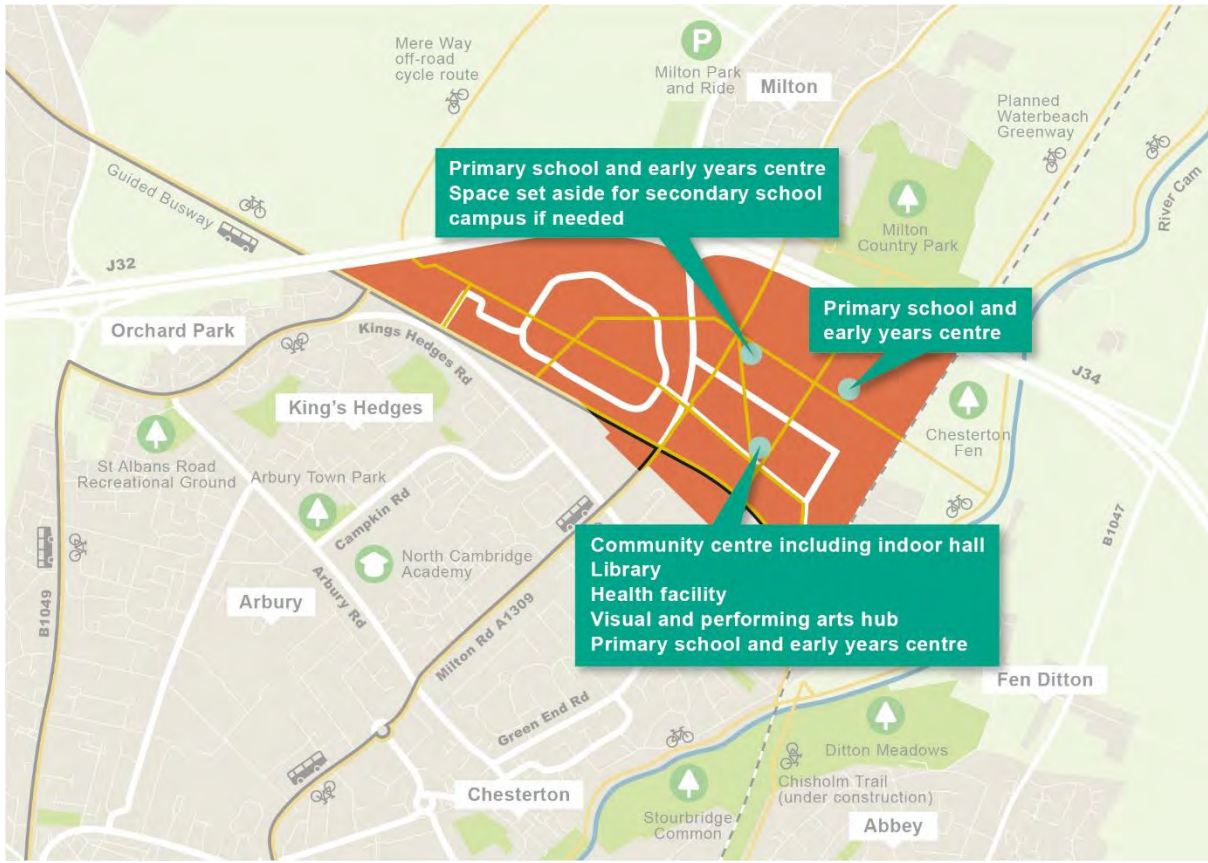 Mere Way
off-road
cycle route
P
Milton Park
and Ride
Milton
Planned
Waterbeach
Greenway
River Cam
Guided Busway
Primary school and early years centre
Space set aside for secondary school
campus if needed
Milton
Country Park
J32
Orchard Park
Kings Hedges Rd
Primary school and
early years centre
J34
King's Hedges
St Albans Road
Recreational Ground
Arbury Town Park
Campkin Rd
Chesterton
Fen
B1047
North Cambridge
Academy
Arbury
Arbury Rd
B1049
Milton Rd A1309
Community centre including indoor hall
Library
Health facility
Visual and performing arts hub
Primary school and early years centre
Fen Ditton
Green End Rd
Ditton Meadows
Chisholm Trail
(under construction)
Chesterton
Stourbridge
Common
Abbey